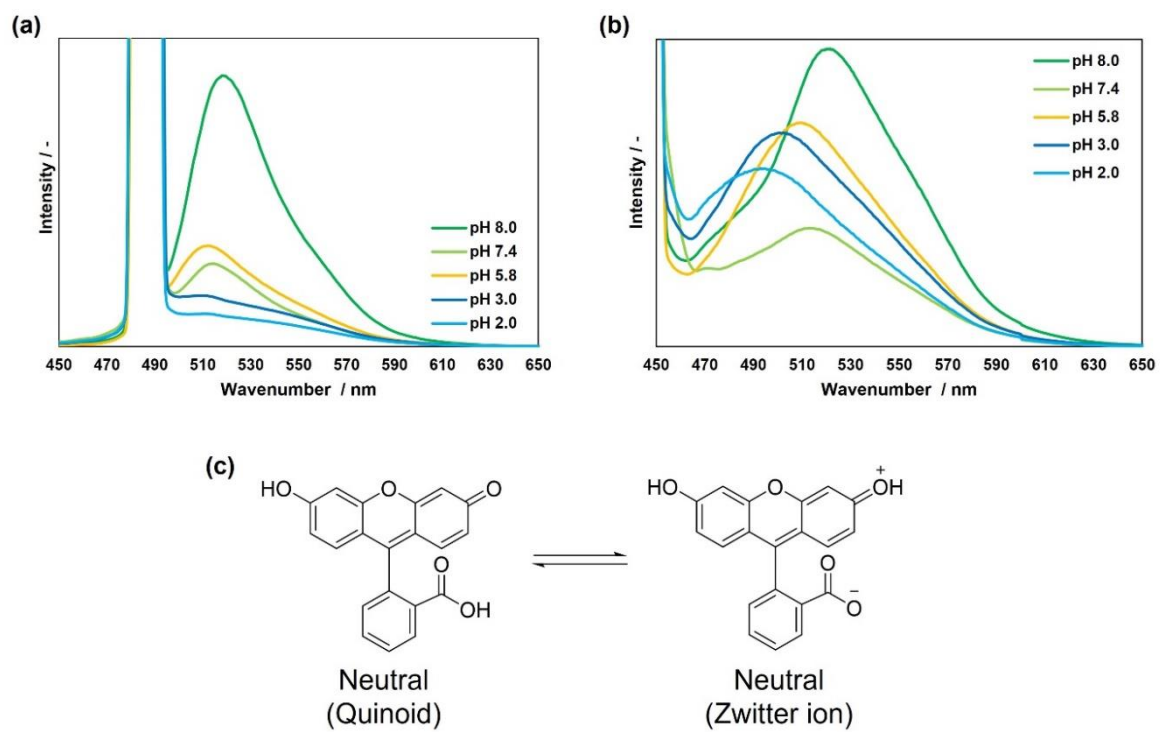 (a)
Intensity / -
pH 8.0
pH 7.4
pH 5.8
pH 3.0
pH 2.0
450 470 490 510 530 550 570 590 610 630 650
Wavenumber / nm
(b)
Intensity / -
pH 8.0
pH 7.4
pH 5.8
pH 3.0
pH 2.0
450 470 490 510 530 550 570 590 610 630 650
Wavenumber / nm
(c)
HO O O
O
OH
Neutral
(Quinoid)
+
HO O OH
O
−
O
Neutral
(Zwitter ion)